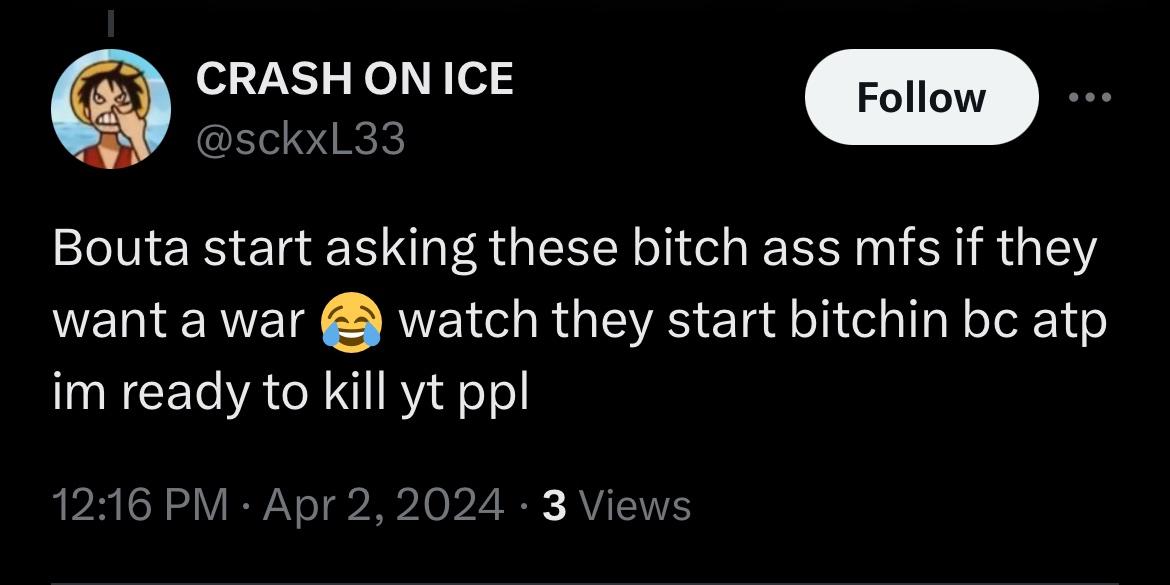 CRASH ON ICE
@sckxL33
Follow
Bouta start asking these bitch ass mfs if they
want a war 😂 watch they start bitchin bc atp
im ready to kill yt ppl
12:16 PM · Apr 2, 2024 · 3 Views